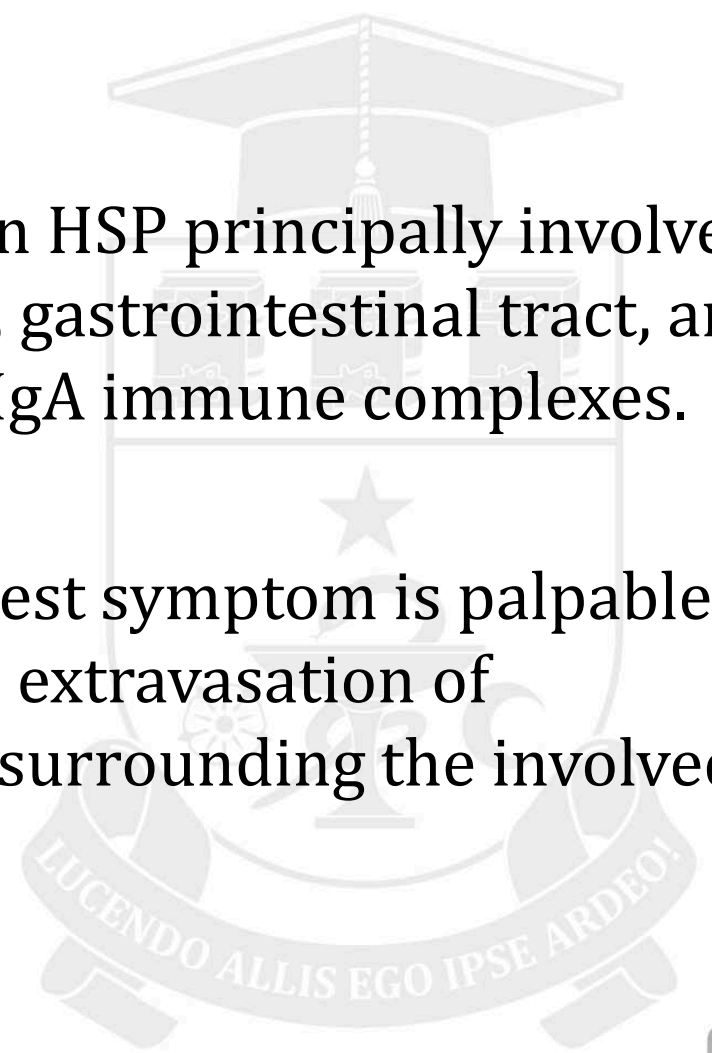 n HSP principally involve
, gastrointestinal tract, an
IgA immune complexes.
est symptom is palpable
extravasation of
surrounding the involved
LUCENDO ALLIS EGO IPSE ARDEO!